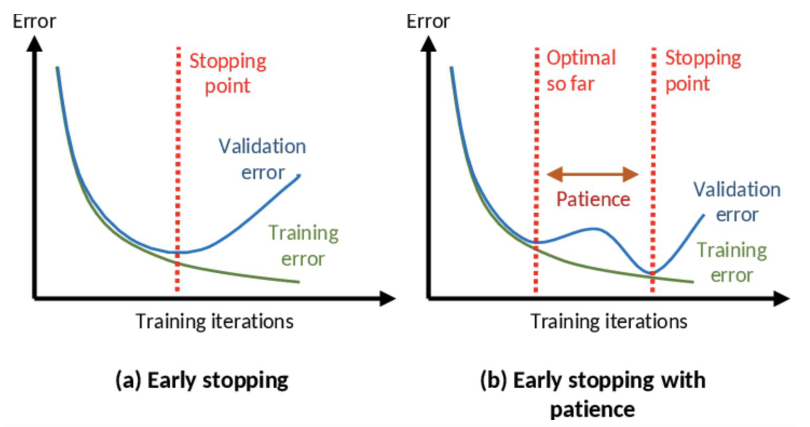 Error
Stopping
point
Validation
error
Training
error
Training iterations
(a) Early stopping
Error
Optimal
so far
Stopping
point
Patience
Validation
error
Training
error
Training iterations
(b) Early stopping with
patience